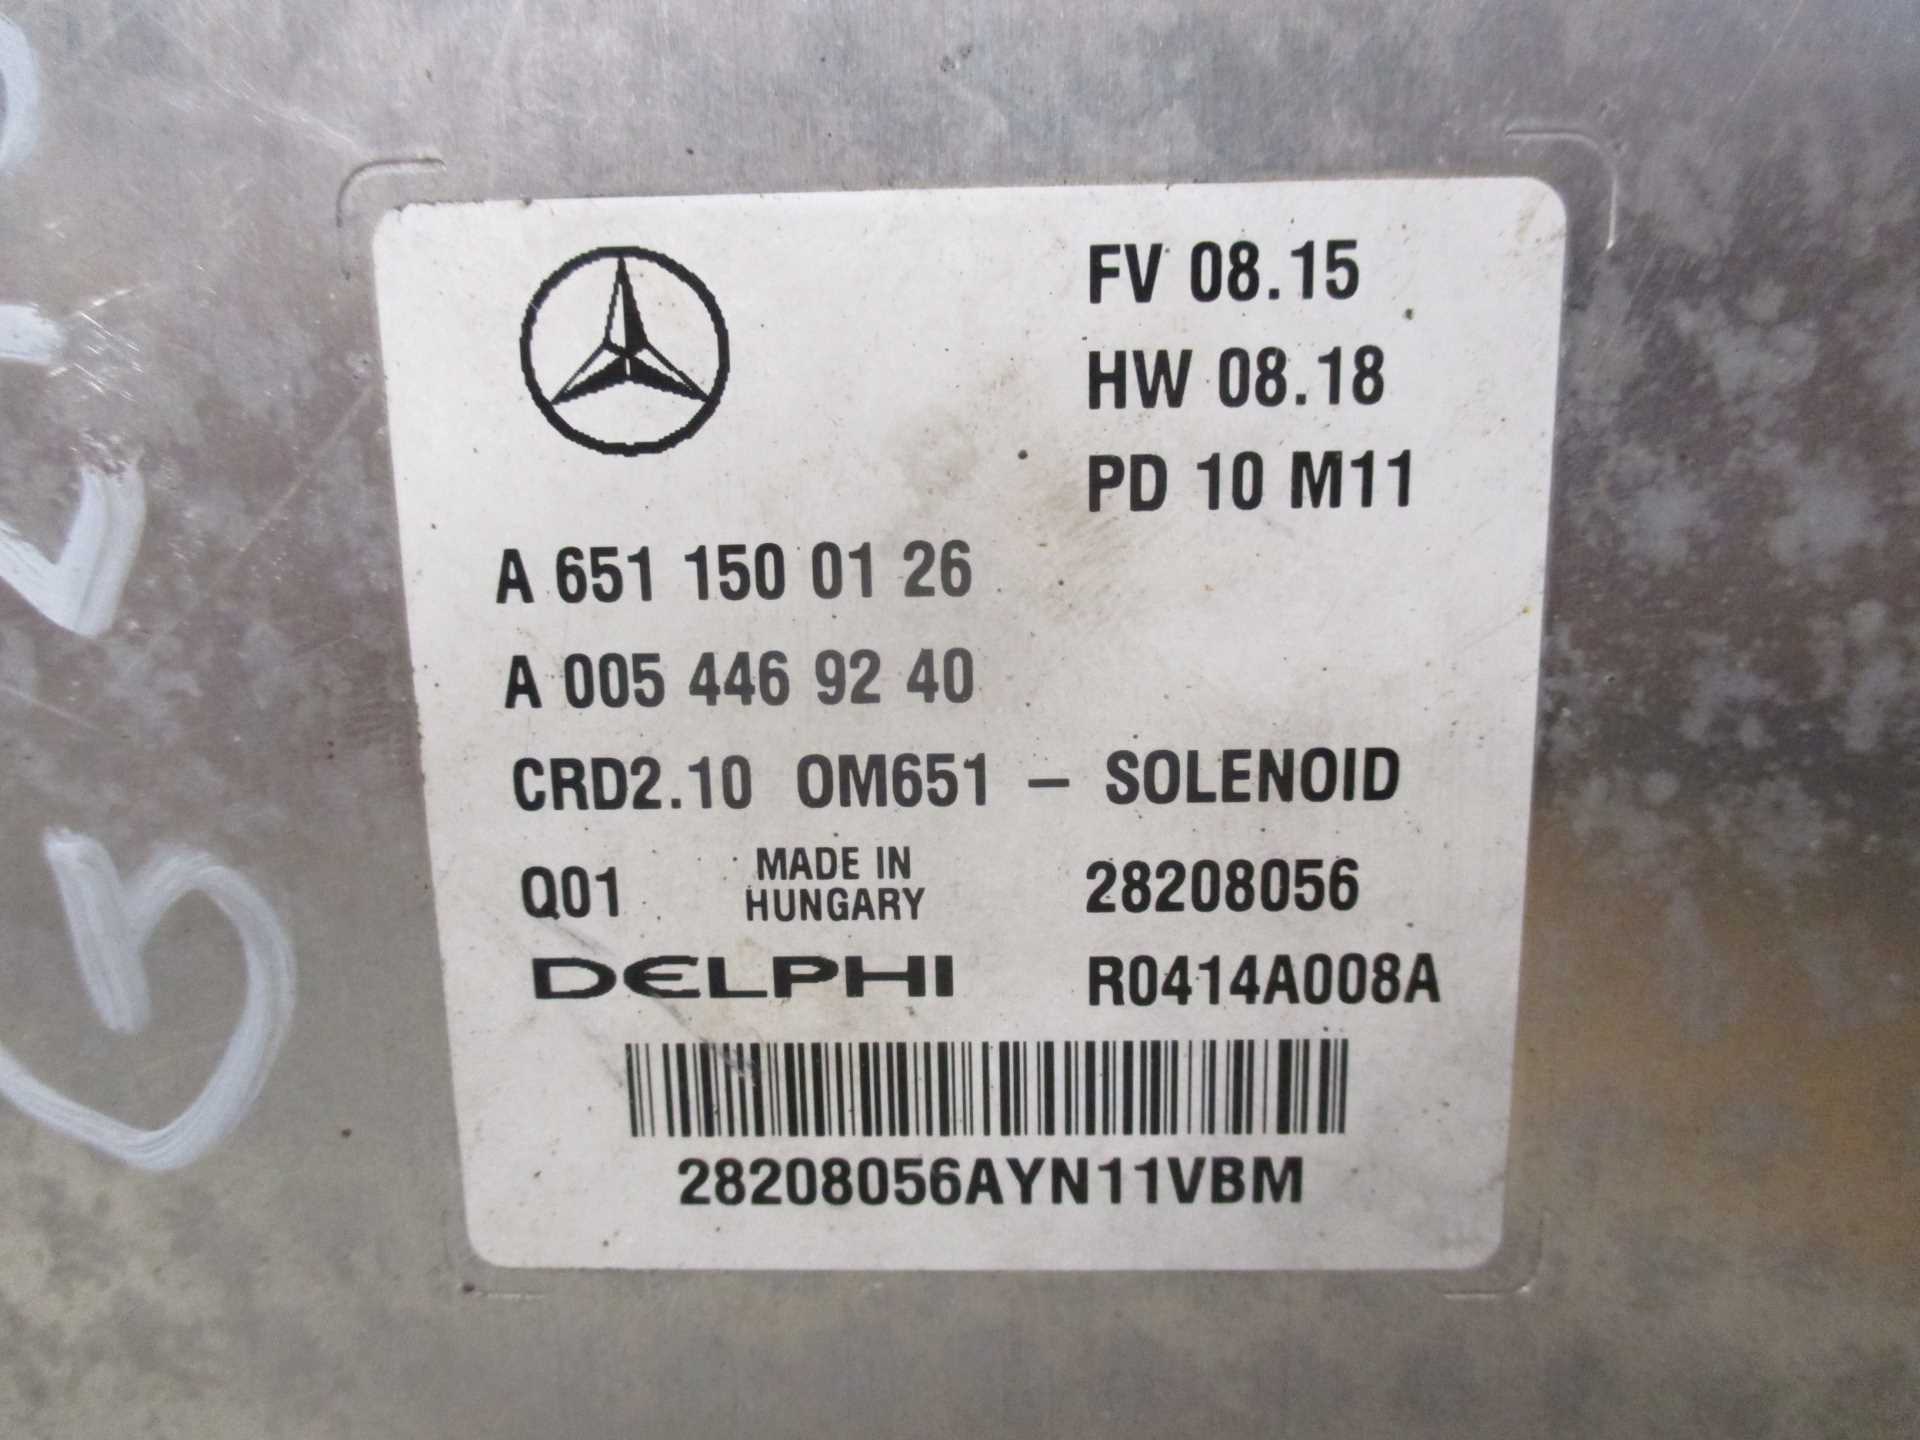 FV 08.15
HW 08.18
PD 10 M11
A 651 150 01 26
A 005 446 92 40
CRD2.10 OM651 – SOLENOID
Q01 MADE IN HUNGARY 28208056
DELPHI R0414A008A
28208056AYN11VBM